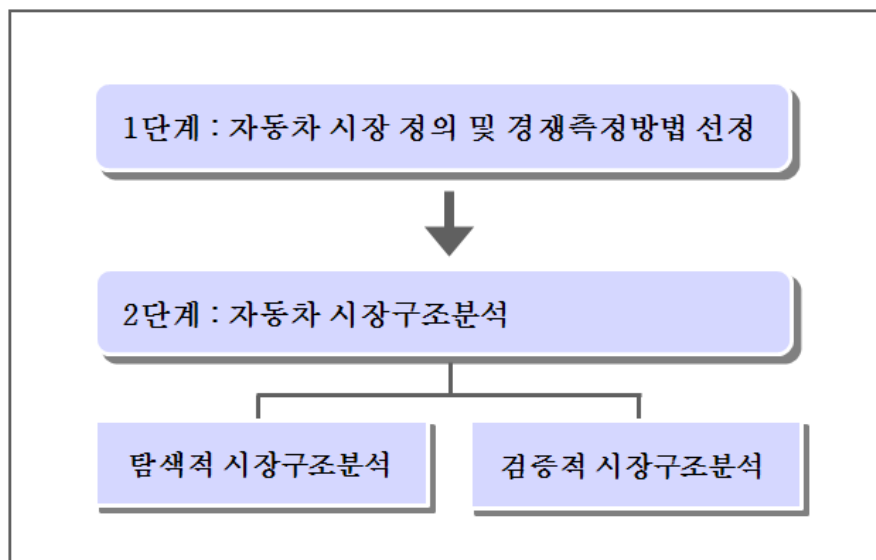 1단계 : 자동차 시장 정의 및 경쟁측정방법 선정
2단계 : 자동차 시장구조분석
탐색적 시장구조분석
검증적 시장구조분석